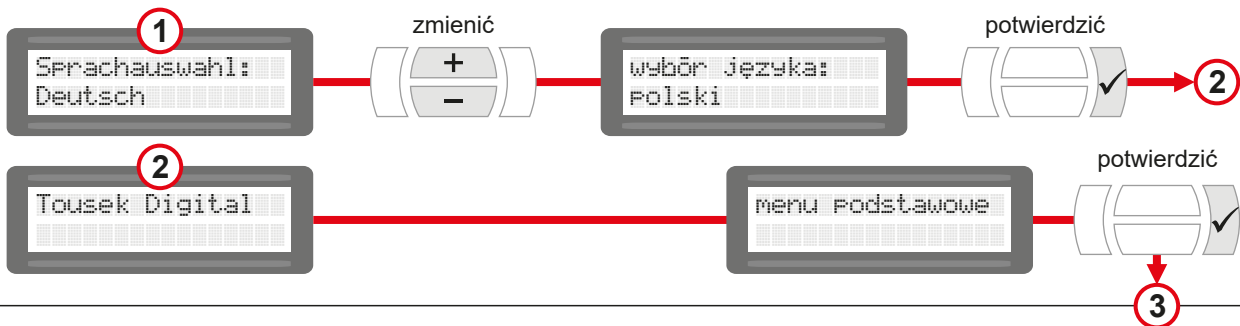 1
zmienić
potwierdzić
Sprachauswahl:
Deutsch
+
−
wybór języka:
polski
✓
2
2
potwierdzić
Tousek Digital
menu podstawowe
✓
3